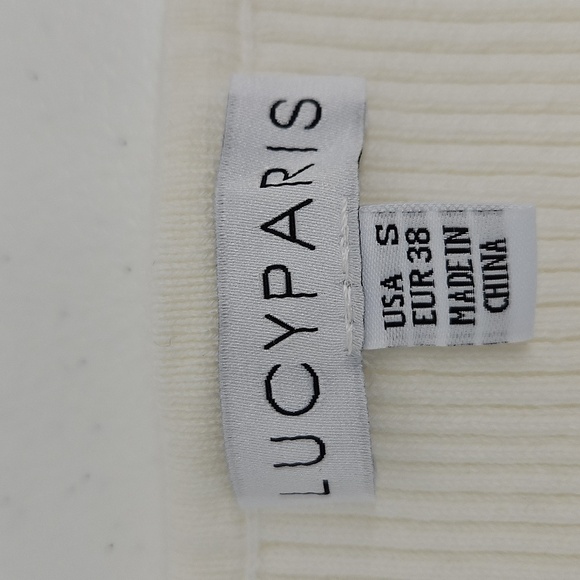 LUCYPARIS
USA S
EUR 38
MADE IN
CHINA